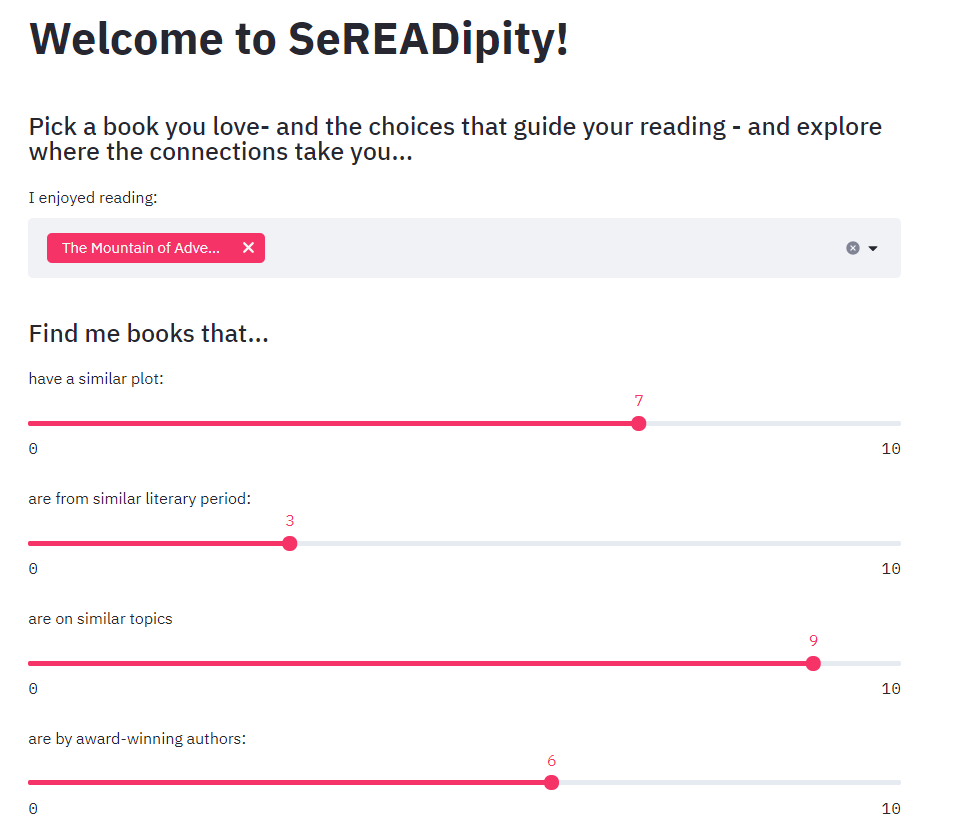 Welcome to SeREADipity!
Pick a book you love- and the choices that guide your reading - and explore
where the connections take you...
I enjoyed reading:
The Mountain of Adve...
Find me books that...
have a similar plot:
7
0 10
are from similar literary period:
3
0 10
are on similar topics
9
0 10
are by award-winning authors:
6
0 10